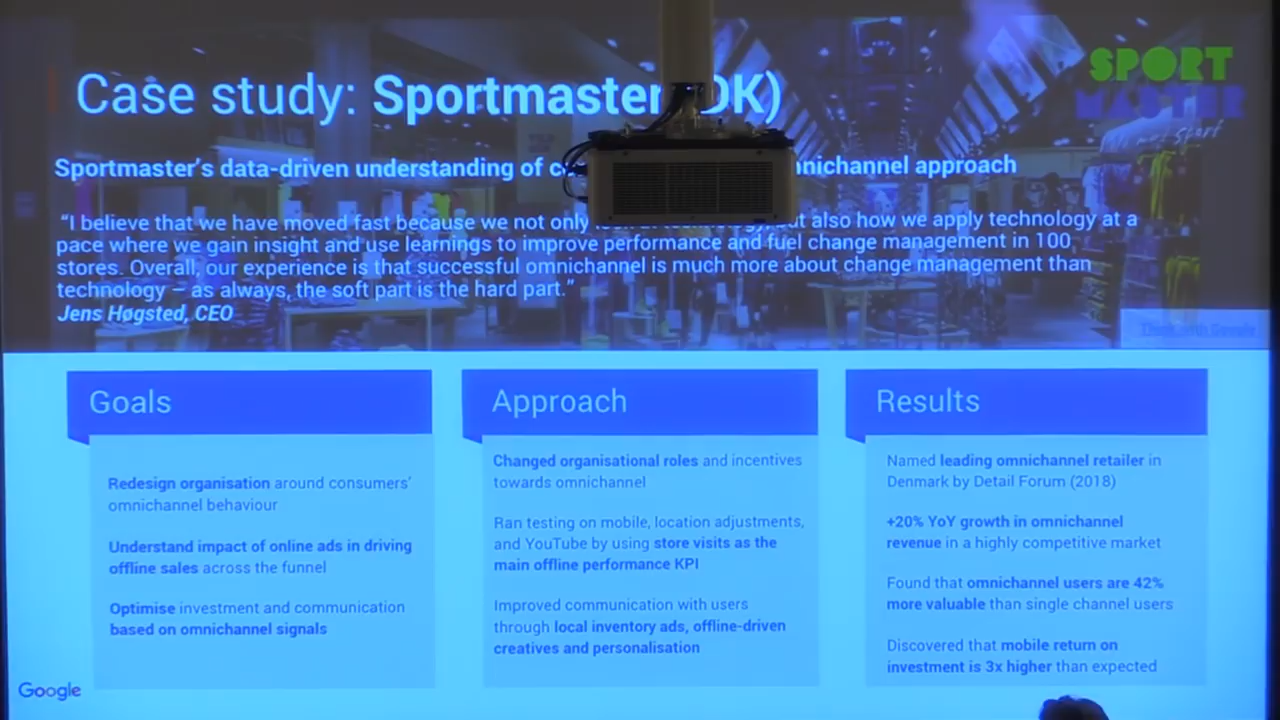 Case study: Sportmaster DK)
SPORT
MASTER
Sportmaster's data-driven understanding of approach
"I believe that we have moved fast because we not only also how we apply technology at a
pace where we gain insight and use learnings to improve performance and fuel change management in 100
stores. Overall, our experience is that successful omnichannel is much more about change management than
technology – as always, the soft part is the hard part."
Jens Høgsted, CEO
Think with Google
Goals
Redesign organisation around consumers'
omnichannel behaviour
Understand impact of online ads in driving
offline sales across the funnel
Optimise investment and communication
based on omnichannel signals
Approach
Changed organisational roles and incentives
towards omnichannel
Ran testing on mobile, location adjustments,
and YouTube by using store visits as the
main offline performance KPI
Improved communication with users
through local inventory ads, offline-driven
creatives and personalisation
Results
Named leading omnichannel retailer in
Denmark by Detail Forum (2018)
+20% YoY growth in omnichannel
revenue in a highly competitive market
Found that omnichannel users are 42%
more valuable than single channel users
Discovered that mobile return on
investment is 3x higher than expected
Google